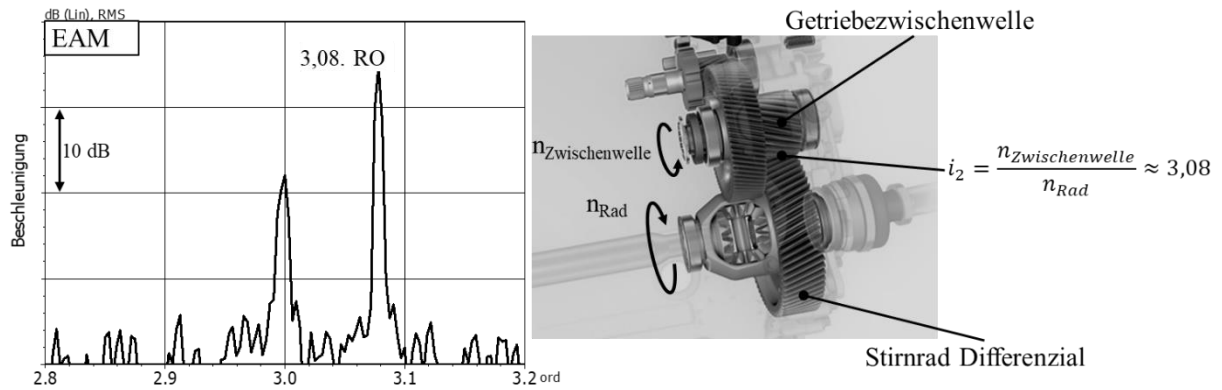 dB (Lin), RMS
EAM
3,08. RO
10 dB
Beschleunigung
2.8 2.9 3.0 3.1 3.2 ord
Getriebezwischenwelle
nZwischenwelle
nRad
i2 = nZwischenwelle / nRad ≈ 3,08
Stirnrad Differenzial